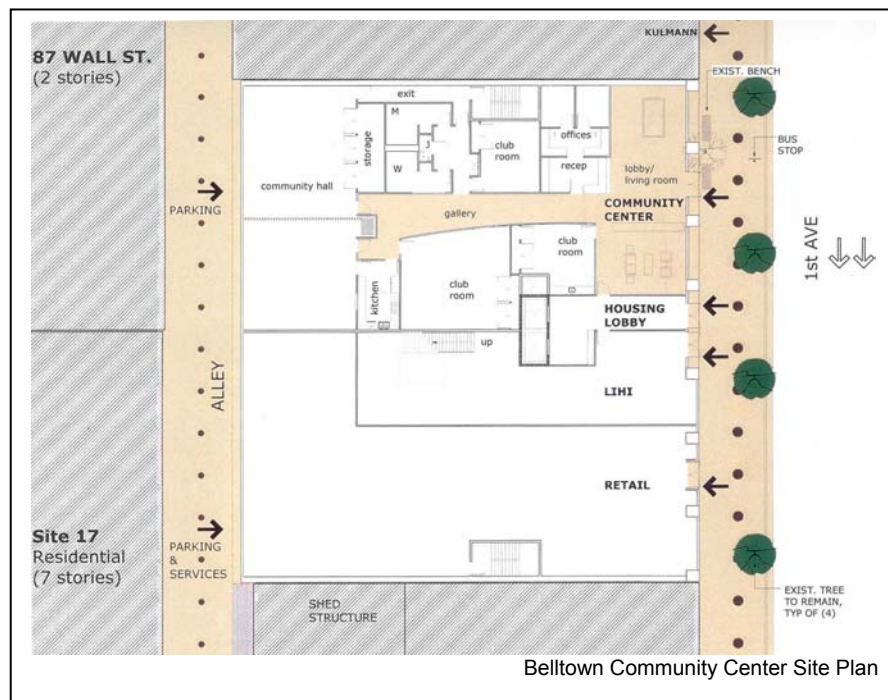 KULMANN
87 WALL ST.
(2 stories)
EXIST. BENCH
exit
M
storage
J
W
club
room
offices
recep
BUS
STOP
lobby/
living room
community hall
PARKING
COMMUNITY
CENTER
gallery
1st AVE
club
room
club
room
kitchen
HOUSING
LOBBY
up
ALLEY
LIHI
RETAIL
Site 17
Residential
(7 stories)
PARKING
&
SERVICES
SHED
STRUCTURE
EXIST. TREE
TO REMAIN,
TYP OF (4)
Belltown Community Center Site Plan